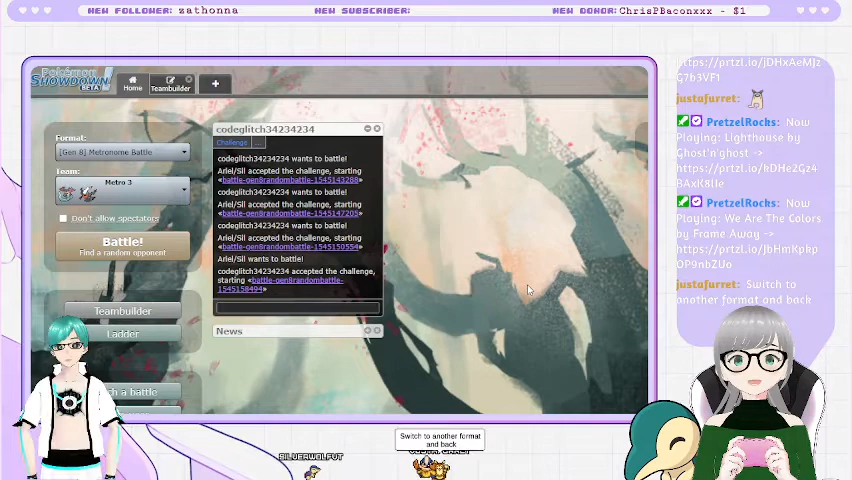 NEW FOLLOWER: zathonna
NEW SUBSCRIBER:
NEW DONOR: ChrisPBaconxxx - $1
Pokémon
SHOWDOWN
BETA!
Home
Teambuilder
+
Format:
[Gen 8] Metronome Battle
Team:
Metro 3
Don't allow spectators
Battle!
Find a random opponent
Teambuilder
Ladder
h a battle
codeglitch34234234
Challenge
...
codeglitch34234234 wants to battle!
Ariel/Sil accepted the challenge, starting
«battle-gen8randombattle-1545143288»
codeglitch34234234 wants to battle!
Ariel/Sil accepted the challenge, starting
«battle-gen8randombattle-1545147205»
codeglitch34234234 wants to battle!
Ariel/Sil accepted the challenge, starting
«battle-gen8randombattle-1545150554»
Ariel/Sil wants to battle!
codeglitch34234234 accepted the challenge,
starting «battle-gen8randombattle-
1545158494»
News
https://prtzl.io/jDHxAeMJz
G7b3VF1
justafurret:
PretzelRocks: Now
Playing: Lighthouse by
Ghost'n'ghost ->
https://prtzl.io/kDHe2Gz4
BAxK8lle
PretzelRocks: Now
Playing: We Are The Colors
by Frame Away ->
https://prtzl.io/JbHmKpkp
OP9nbZUo
justafurret: Switch to
another format and back
Switch to another format
and back
SILVERWOLFVT